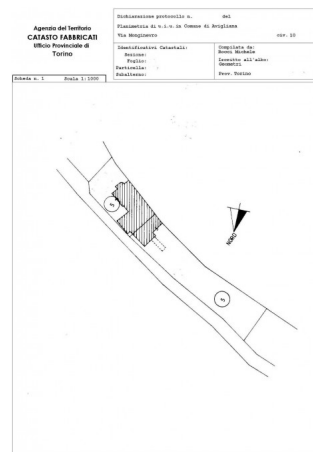 Agenzia del Territorio
CATASTO FABBRICATI
Ufficio Provinciale di
Torino
Scheda n. 1 Scala 1:1000
Dichiarazione protocollo n. del
Planimetria di u.i.u. in Comune di Avigliana
Via Monginevro civ. 10
Identificativi Catastali:
Sezione:
Foglio:
Particella:
Subalterno:
Compilata da:
Michele
Iscritto all'albo:
Geometri
Prov. Torino
NORD